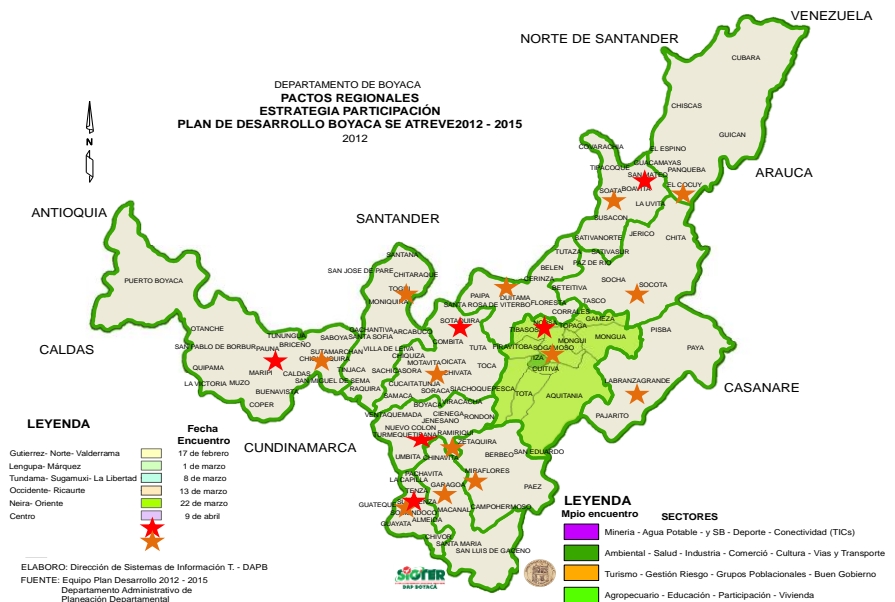 VENEZUELA
NORTE DE SANTANDER
DEPARTAMENTO DE BOYACA
PACTOS REGIONALES
ESTRATEGIA PARTICIPACIÓN
PLAN DE DESARROLLO BOYACA SE ATREVE2012 - 2015
2012
N
ANTIOQUIA
SANTANDER
ARAUCA
CALDAS
CASANARE
CUNDINAMARCA
CUBARA
CHISCAS
GUICAN
COVARACHIA
EL ESPINO
TIPACOQUE
GUACAMAYAS
PANQUEBA
SAN MATEO
SOATA
BOAVITA
EL COCUY
LA UVITA
SUSACON
SATIVANORTE
JERICO
CHITA
TUTAZA
SATIVASUR
PAZ DE RIO
BELEN
SOCHA
SOCOTA
CERINZA
BETEITIVA
TASCO
SANTANA
SAN JOSE DE PARE
CHITARAQUE
MONIQUIRA
PAIPA
DUITAMA
SANTA ROSA DE VITERBO
FLORESTA
CORRALES
GAMEZA
PISBA
PUERTO BOYACA
OTANCHE
SAN PABLO DE BORBUR
PAUNA
TUNUNGUA
BRICENO
SABOYA
GACHANTIVA
SANTA SOFIA
ARCABUCO
SOTAQUIRA
COMBITA
TUTA
TIBASOSA
TOPAGA
MONGUI
MONGUA
FIRAVITOBA
SOGAMOSO
IZA
CUITIVA
PAYA
SUTAMARCHAN
VILLA DE LEIVA
CHIQUIZA
MOTAVITA
OICATA
CHIVATA
TOCA
QUIPAMA
LA VICTORIA
MUZO
MARIPI
CALDAS
BUENAVISTA
COPER
SAN MIGUEL DE SEMA
TINJACA
RAQUIRA
SACHICA
SORA
CUCAITA
TUNJA
SORACA
SIACHOQUE
PESCA
SAMACA
TOTA
AQUITANIA
LABRANZAGRANDE
PAJARITO
BOYACA
VIRACACHA
VENTAQUEMADA
CIENEGA
JENESANO
RONDON
NUEVO COLON
RAMIRIQUI
TURMEQUE
TIBANA
ZETAQUIRA
UMBITA
CHINAVITA
BERBEO
SAN EDUARDO
PACHAVITA
MIRAFLORES
LA CAPILLA
TENZA
GARAGOA
PAEZ
GUATEQUE
SOMONDOCO
MACANAL
CAMPOHERMOSO
GUAYATA
ALMEIDA
CHIVOR
SANTA MARIA
SAN LUIS DE GACENO
LEYENDA
Fecha
Encuentro
Gutierrez- Norte- Valderrama 17 de febrero
Lengupa- Márquez 1 de marzo
Tundama- Sugamuxi- La Libertad 8 de marzo
Occidente- Ricaurte 13 de marzo
Neira- Oriente 22 de marzo
Centro 9 de abril
ELABORO: Dirección de Sistemas de Información T. - DAPB
FUENTE: Equipo Plan Desarrollo 2012 - 2015
Departamento Administrativo de
Planeación Departamental
LEYENDA
Mpio encuentro SECTORES
Mineria - Agua Potable - y SB - Deporte - Conectividad (TICs)
Ambiental - Salud - Industria - Comerció - Cultura - Vias y Transporte
Turismo - Gestión Riesgo - Grupos Poblacionales - Buen Gobierno
Agropecuario - Educación - Participación - Vivienda